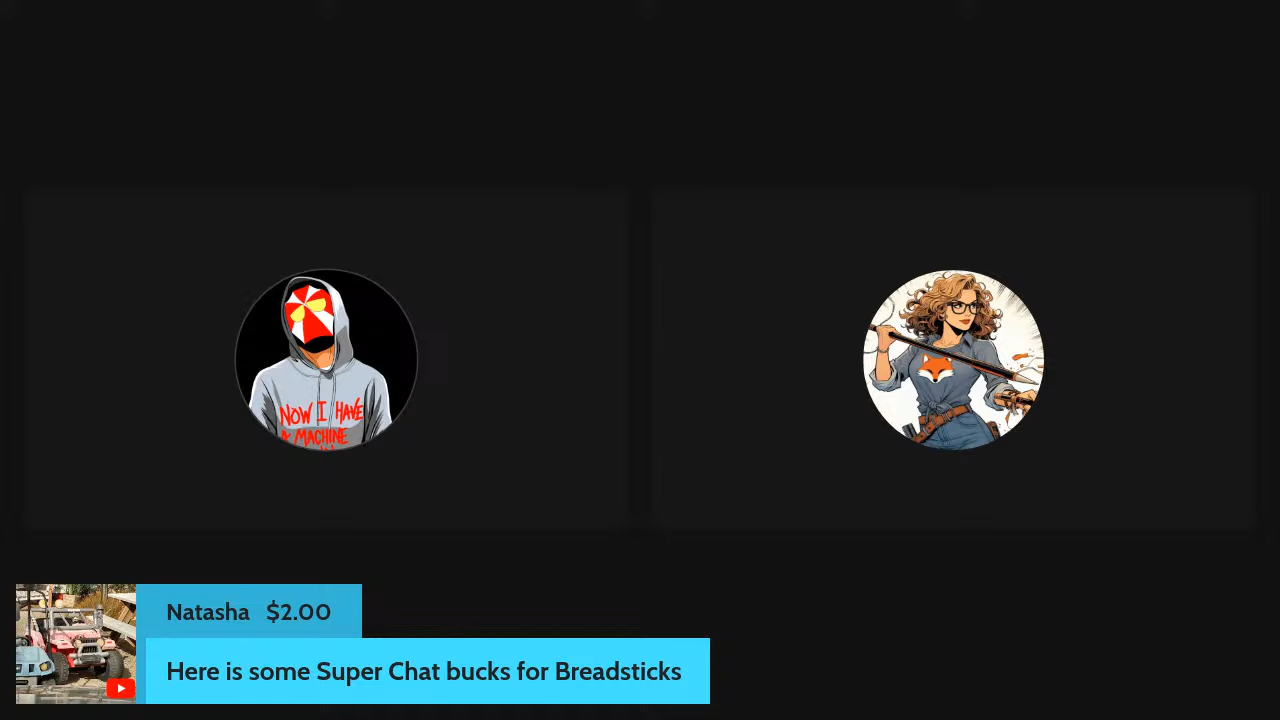 NOW I HAVE
A MACHINE
Natasha $2.00
Here is some Super Chat bucks for Breadsticks